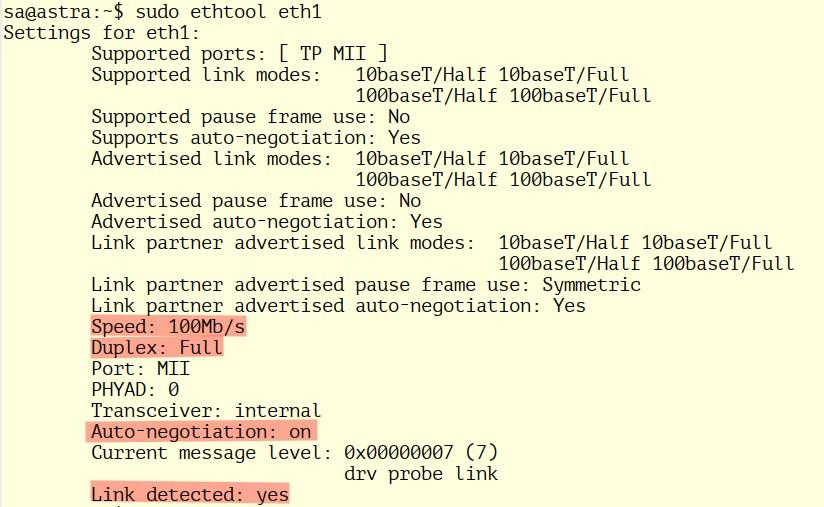 sa@astra:~$ sudo ethtool eth1
Settings for eth1:
Supported ports: [ TP MII ]
Supported link modes: 10baseT/Half 10baseT/Full
100baseT/Half 100baseT/Full
Supported pause frame use: No
Supports auto-negotiation: Yes
Advertised link modes: 10baseT/Half 10baseT/Full
100baseT/Half 100baseT/Full
Advertised pause frame use: No
Advertised auto-negotiation: Yes
Link partner advertised link modes: 10baseT/Half 10baseT/Full
100baseT/Half 100baseT/Full
Link partner advertised pause frame use: Symmetric
Link partner advertised auto-negotiation: Yes
Speed: 100Mb/s
Duplex: Full
Port: MII
PHYAD: 0
Transceiver: internal
Auto-negotiation: on
Current message level: 0x00000007 (7)
drv probe link
Link detected: yes